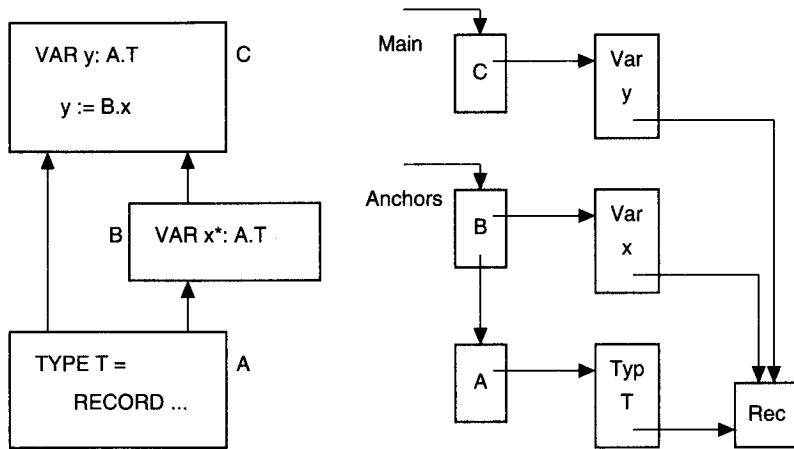 VAR y: A.T
y := B.x
C
B
VAR x*: A.T
TYPE T =
RECORD ...
A
Main
C
Var
y
Anchors
B
Var
x
A
Typ
T
Rec